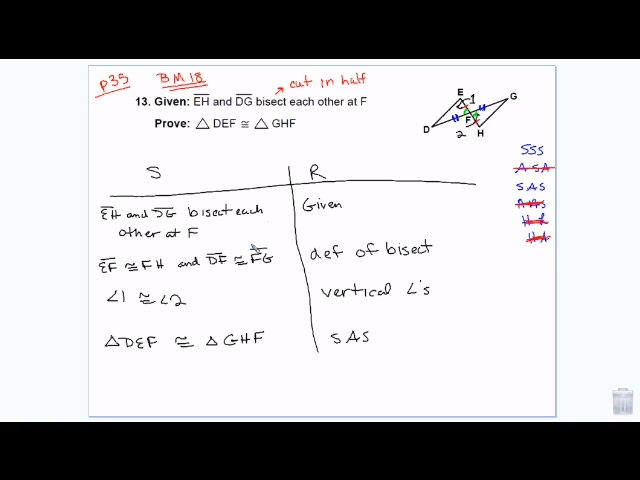 p35 BM18
cut in half
13. Given: EH and DG bisect each other at F
Prove: △ DEF ≅ △ GHF
E 1 G
D F
2 H
SSS
ASA
SAS
AAS
HL
HA
S R
EH and DG bisect each other at F Given
EF ≅ FH and DF ≅ FG def of bisect
∠1 ≅ ∠2 vertical ∠'s
△DEF ≅ △GHF SAS